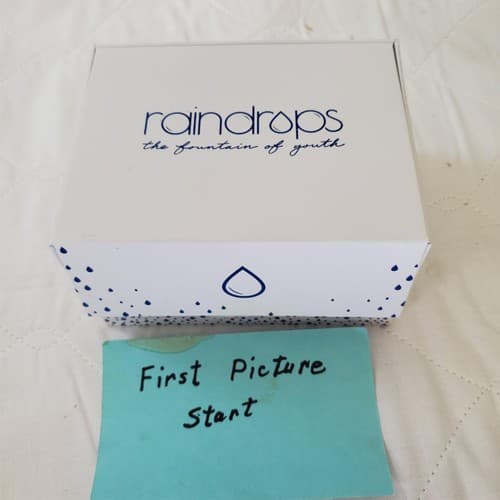 raindrops
the fountain of youth
First Picture
Start